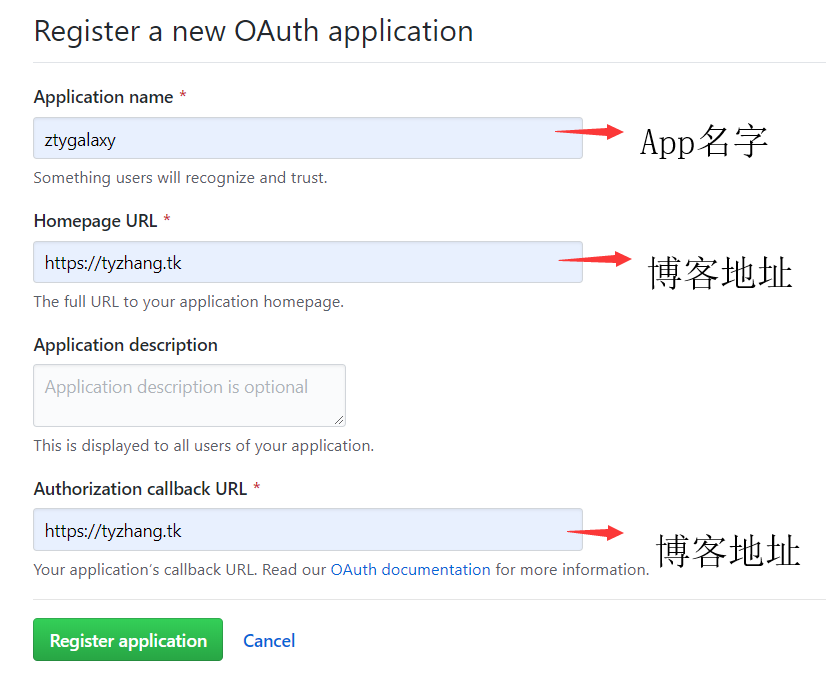 Register a new OAuth application
Application name *
ztygalaxy
App名字
Something users will recognize and trust.
Homepage URL *
https://tyzhang.tk
博客地址
The full URL to your application homepage.
Application description
Application description is optional
This is displayed to all users of your application.
Authorization callback URL *
https://tyzhang.tk
博客地址
Your application's callback URL. Read our OAuth documentation for more information.
Register application Cancel